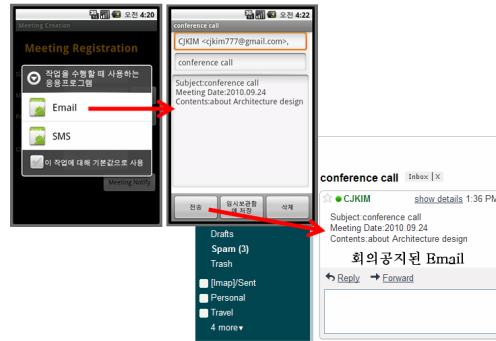 오전 4:20
Meeting Creation
Meeting Registration
작업을 수행할 때 사용하는
응용프로그램
Email
SMS
이 작업에 대해 기본값으로 사용
Meeting Notify
오전 4:22
conference call
CJKIM <cjkim777@gmail.com>,
conference call
Subject:conference call
Meeting Date:2010.09.24
Contents:about Architecture design
전송
임시보관함
에 저장
삭제
Drafts
Spam (3)
Trash
[Imap]/Sent
Personal
Travel
4 more▾
conference call Inbox | X
CJKIM show details 1:36 PM
Subject:conference call
Meeting Date:2010.09.24
Contents:about Architecture design
회의공지된 Email
Reply Forward